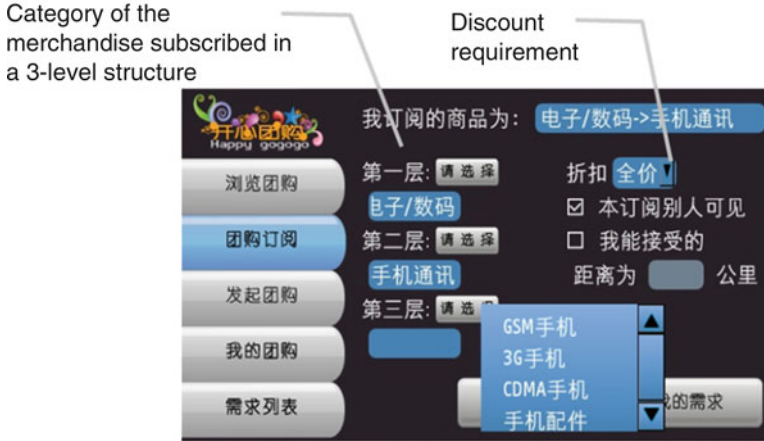 Category of the
merchandise subscribed in
a 3-level structure
Discount
requirement
开心团购
Happy gogogo
我订阅的商品为: 电子/数码->手机通讯
浏览团购
团购订阅
发起团购
我的团购
需求列表
第一层: 请选择
电子/数码
第二层: 请选择
手机通讯
第三层: 请选
折扣 全价
☑ 本订阅别人可见
☐ 我能接受的
距离为 公里
GSM手机
3G手机
CDMA手机
手机配件
的需求